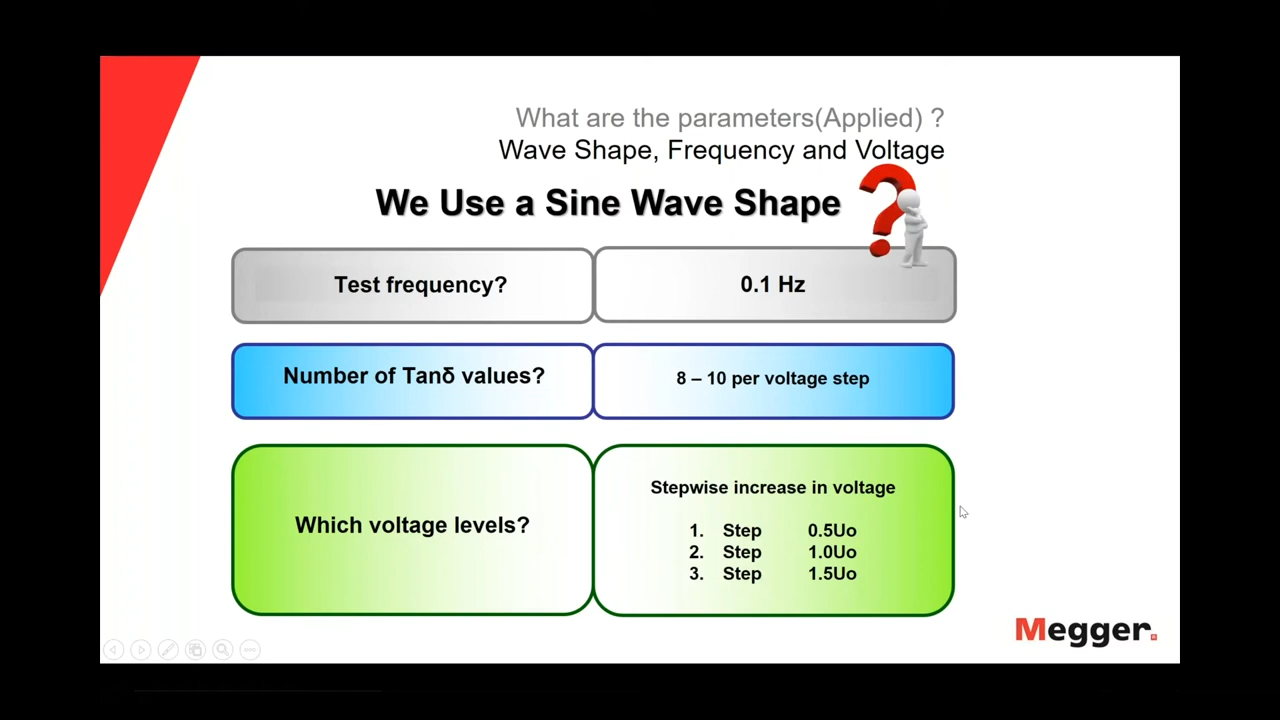 What are the parameters(Applied) ?
Wave Shape, Frequency and Voltage
We Use a Sine Wave Shape
Test frequency?
0.1 Hz
Number of Tanδ values?
8 – 10 per voltage step
Which voltage levels?
Stepwise increase in voltage
1. Step 0.5Uo
2. Step 1.0Uo
3. Step 1.5Uo
Megger.